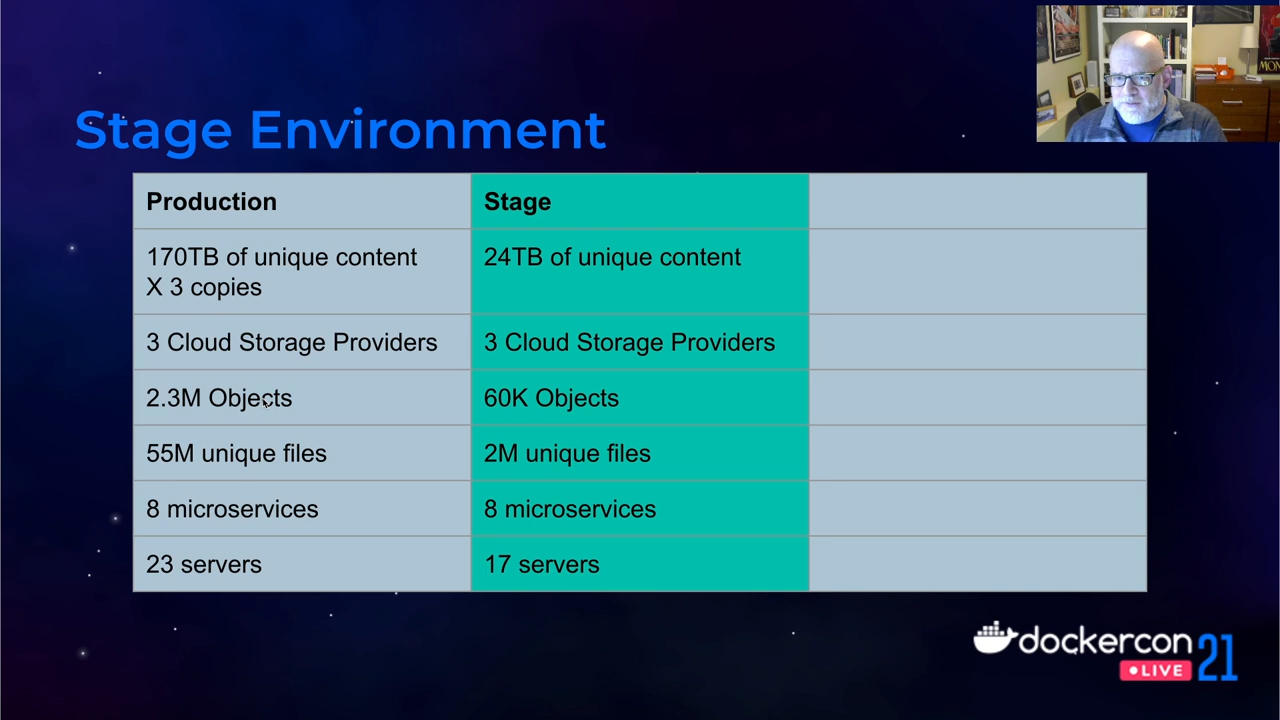 Stage Environment
Production
Stage
170TB of unique content
X 3 copies
24TB of unique content
3 Cloud Storage Providers
3 Cloud Storage Providers
2.3M Objects
60K Objects
55M unique files
2M unique files
8 microservices
8 microservices
23 servers
17 servers
dockercon
LIVE
21